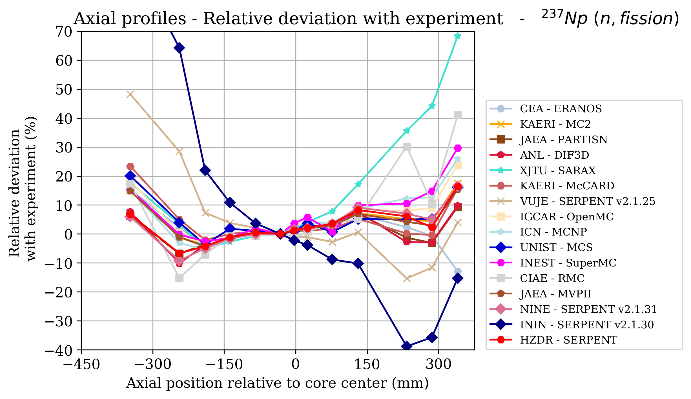 Axial profiles - Relative deviation with experiment - ²³⁷Np (n, fission)
70
60
50
40
30
20
10
0
−10
−20
−30
−40
Relative deviation
with experiment (%)
−450
−300
−150
0
150
300
Axial position relative to core center (mm)
CEA - ERANOS
KAERI - MC2
JAEA - PARTISN
ANL - DIF3D
XJTU - SARAX
KAERI - McCARD
VUJE - SERPENT v2.1.25
IGCAR - OpenMC
ICN - MCNP
UNIST - MCS
INEST - SuperMC
CIAE - RMC
JAEA - MVPII
NINE - SERPENT v2.1.31
ININ - SERPENT v2.1.30
HZDR - SERPENT